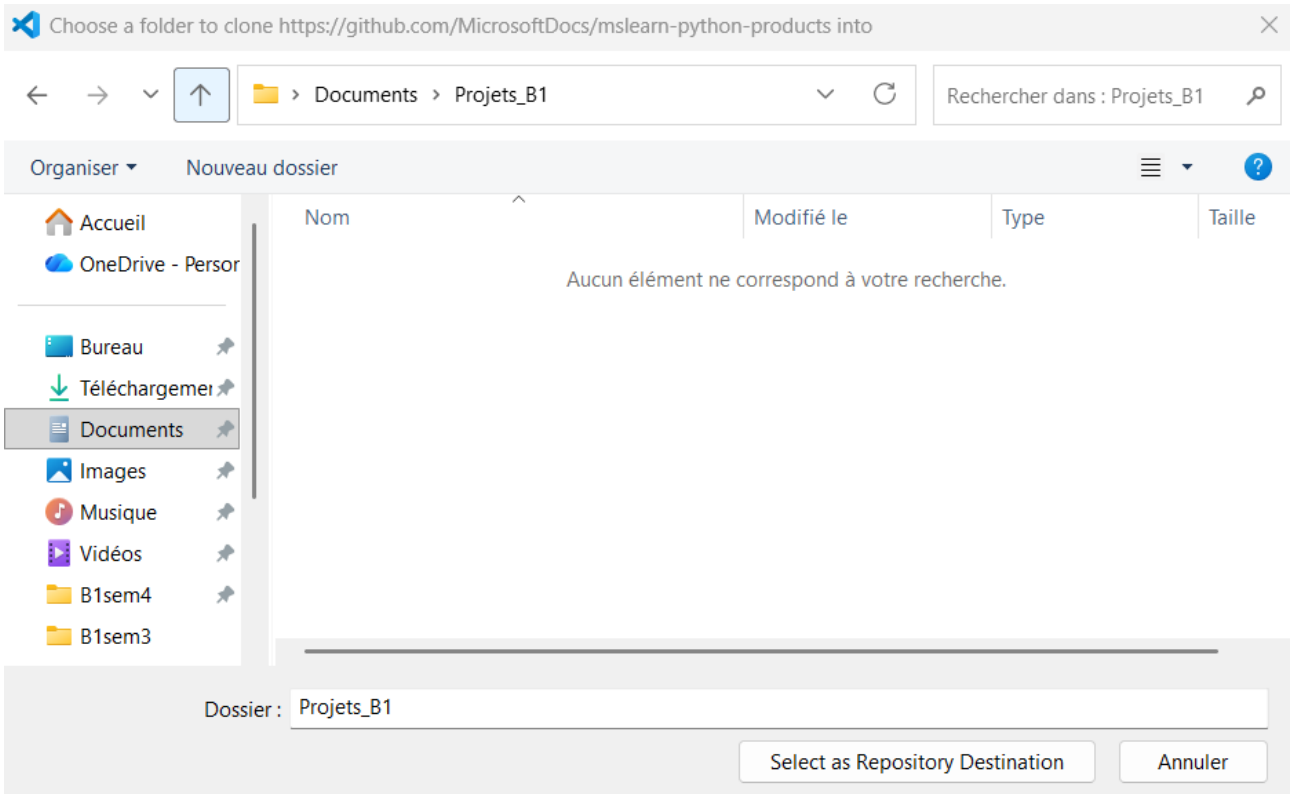 Choose a folder to clone https://github.com/MicrosoftDocs/mslearn-python-products into
Documents > Projets_B1
Rechercher dans : Projets_B1
Organiser
Nouveau dossier
Accueil
OneDrive - Persor
Bureau
Téléchargemer
Documents
Images
Musique
Vidéos
B1sem4
B1sem3
Nom
Modifié le
Type
Taille
Aucun élément ne correspond à votre recherche.
Dossier : Projets_B1
Select as Repository Destination
Annuler